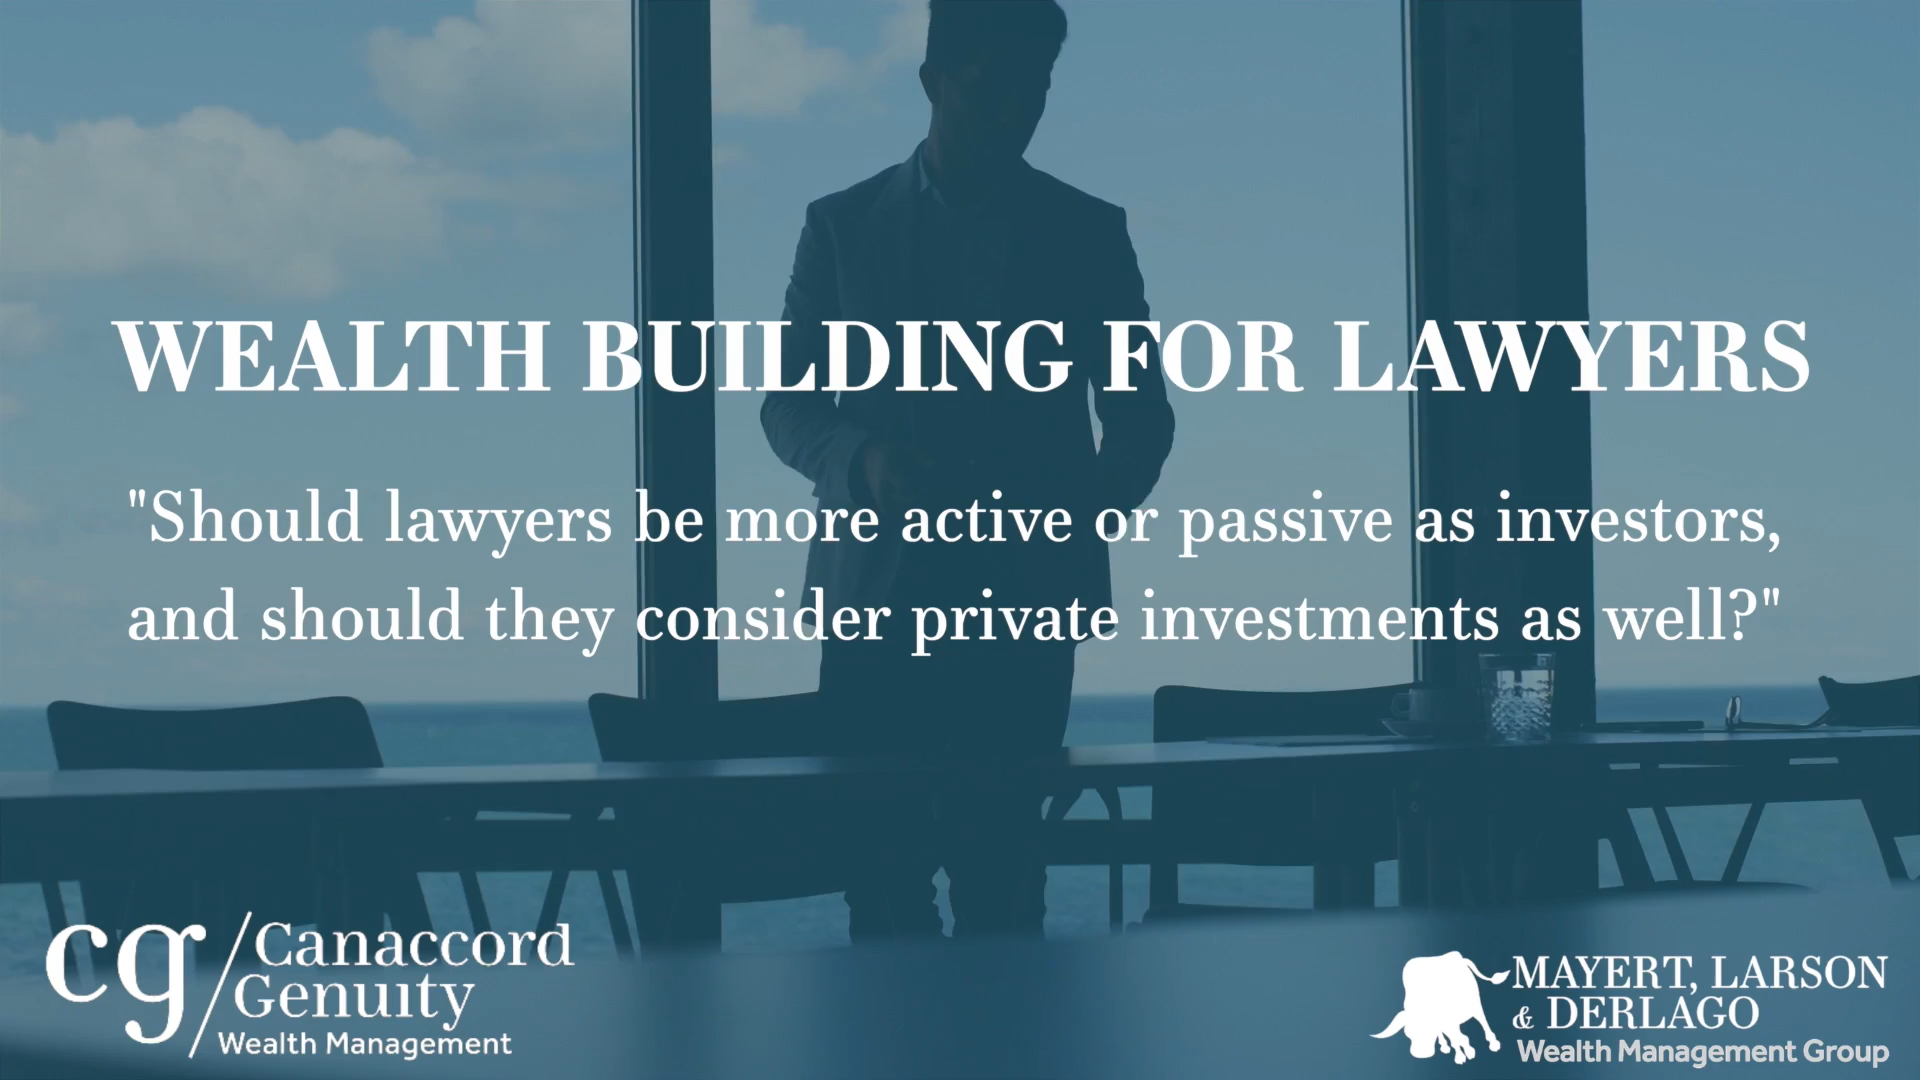 WEALTH BUILDING FOR LAWYERS
"Should lawyers be more active or passive as investors,
and should they consider private investments as well?"
cg/Canaccord
Genuity
Wealth Management
MAYERT, LARSON
& DERLAGO
Wealth Management Group